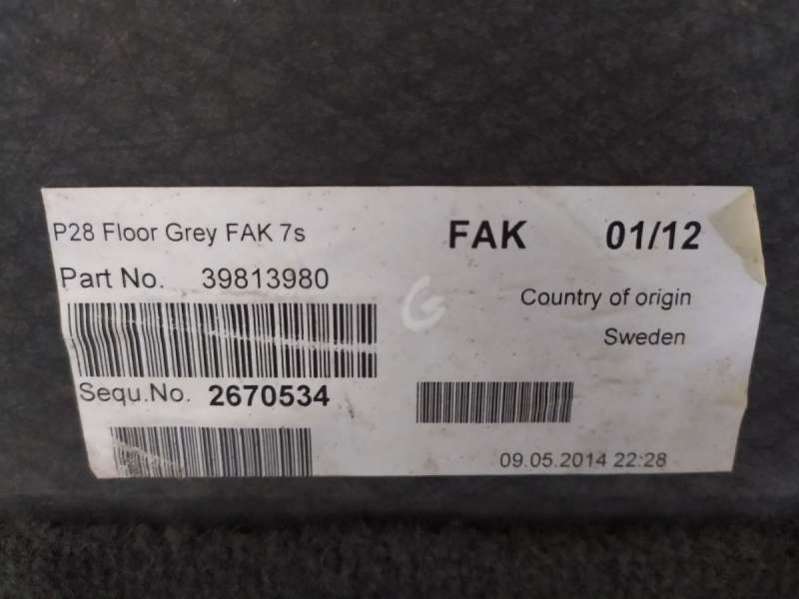 P28 Floor Grey FAK 7s
FAK 01/12
Part No. 39813980
Country of origin
Sweden
Sequ.No. 2670534
09.05.2014 22:28
G